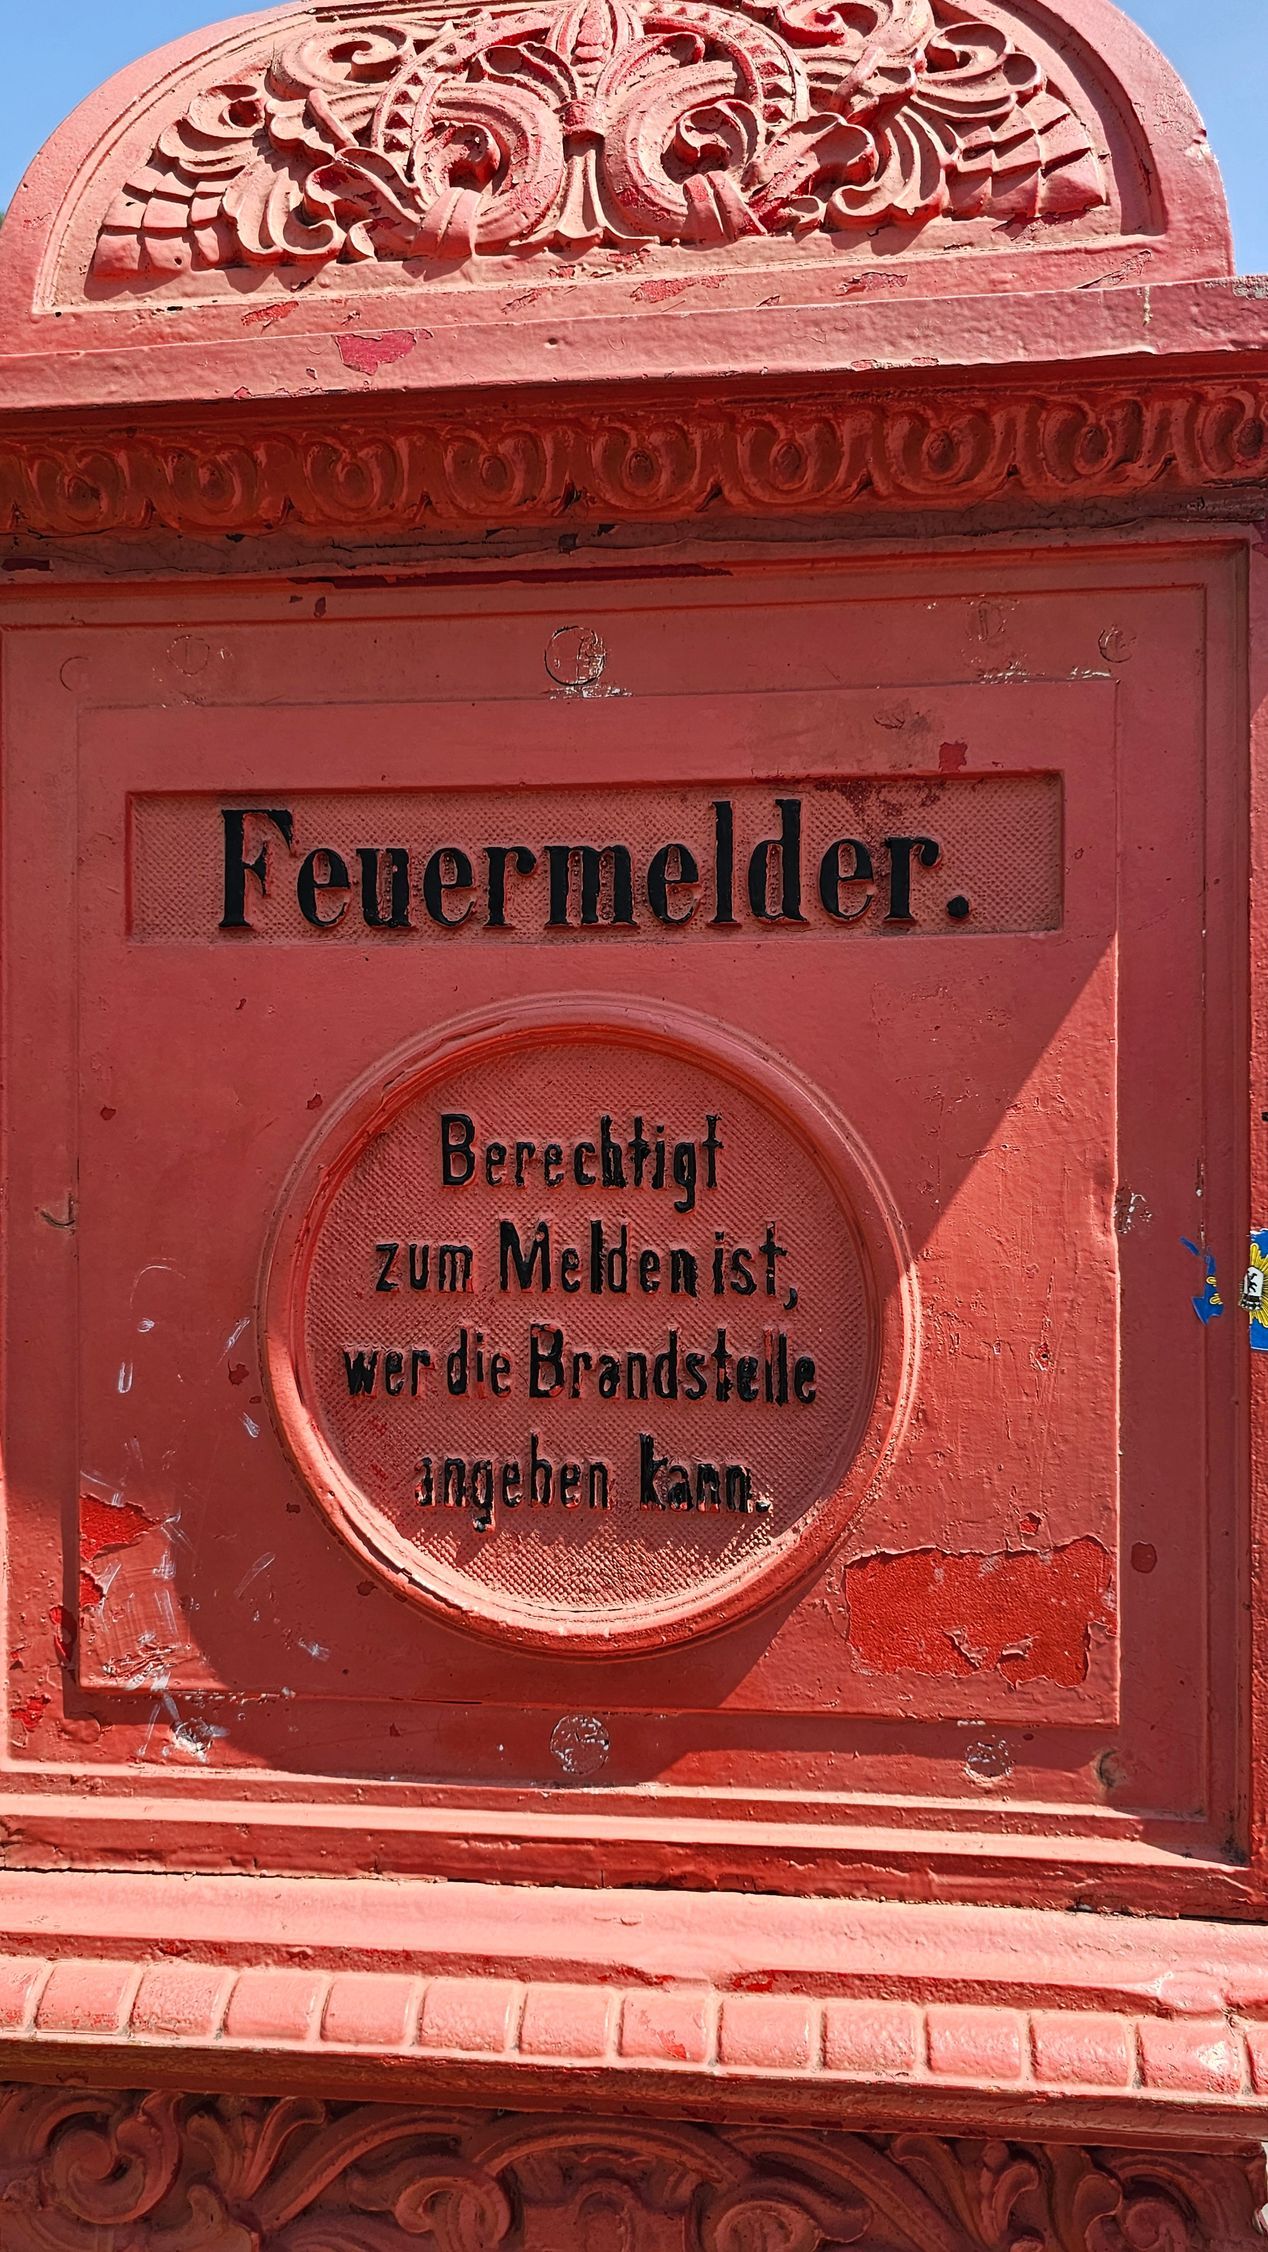 Feuermelder.
Berechtigt
zum Melden ist,
wer die Brandstelle
angeben kann.